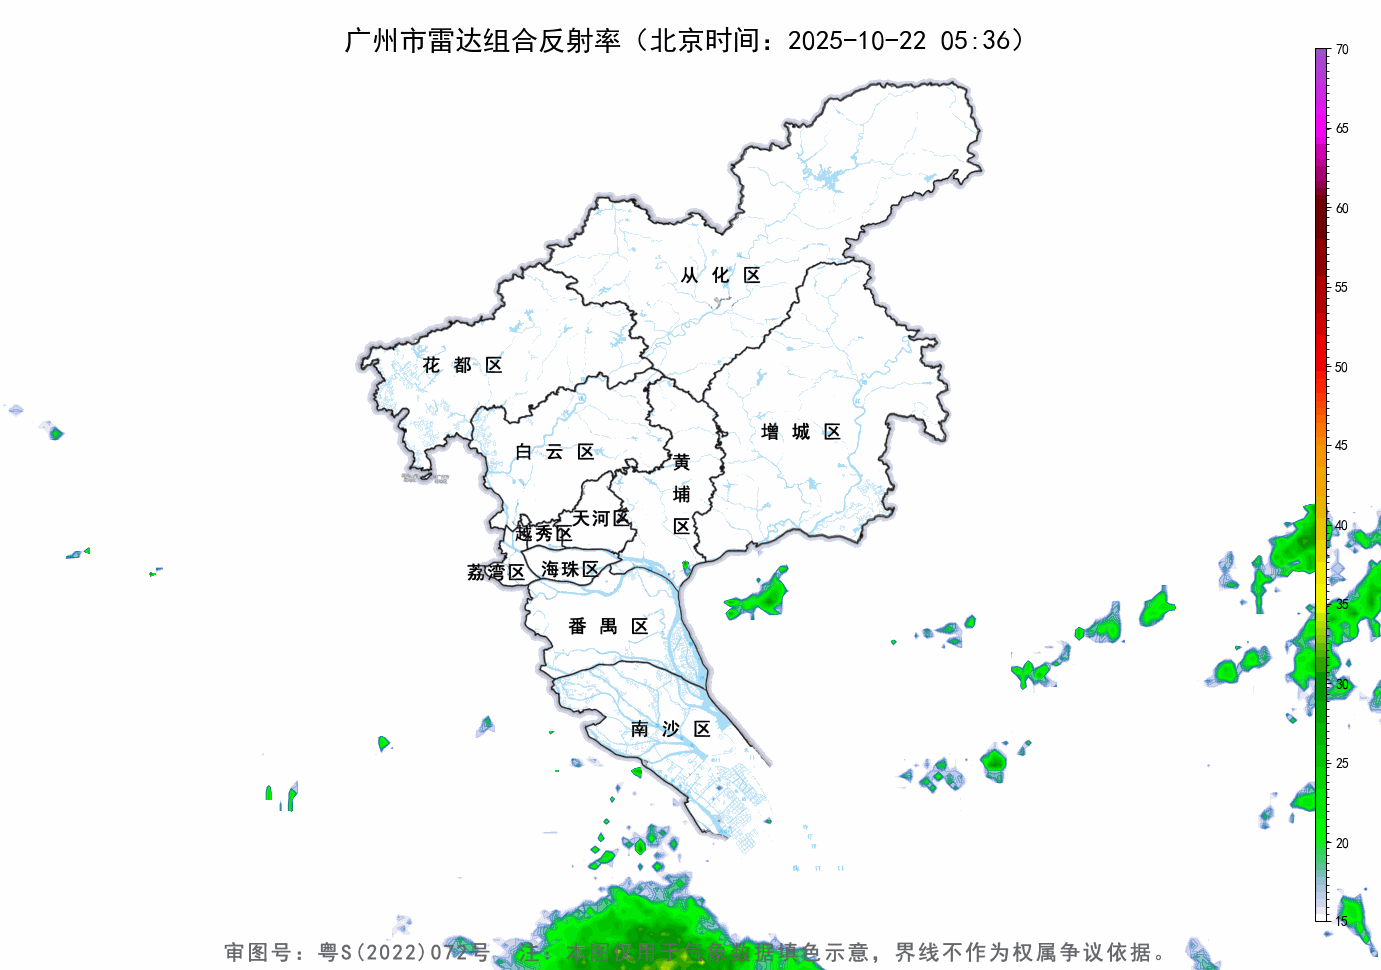 广州市雷达组合反射率（北京时间：2025-10-22 05:36）
70
65
60
55
50
45
40
35
30
25
20
15
从化区
花都区
增城区
白云区
黄埔区
天河区
越秀区
荔湾区
海珠区
番禺区
南沙区
审图号：粤S(2022)072号 注：本图仅用于气象数据填色示意，界线不作为权属争议依据。